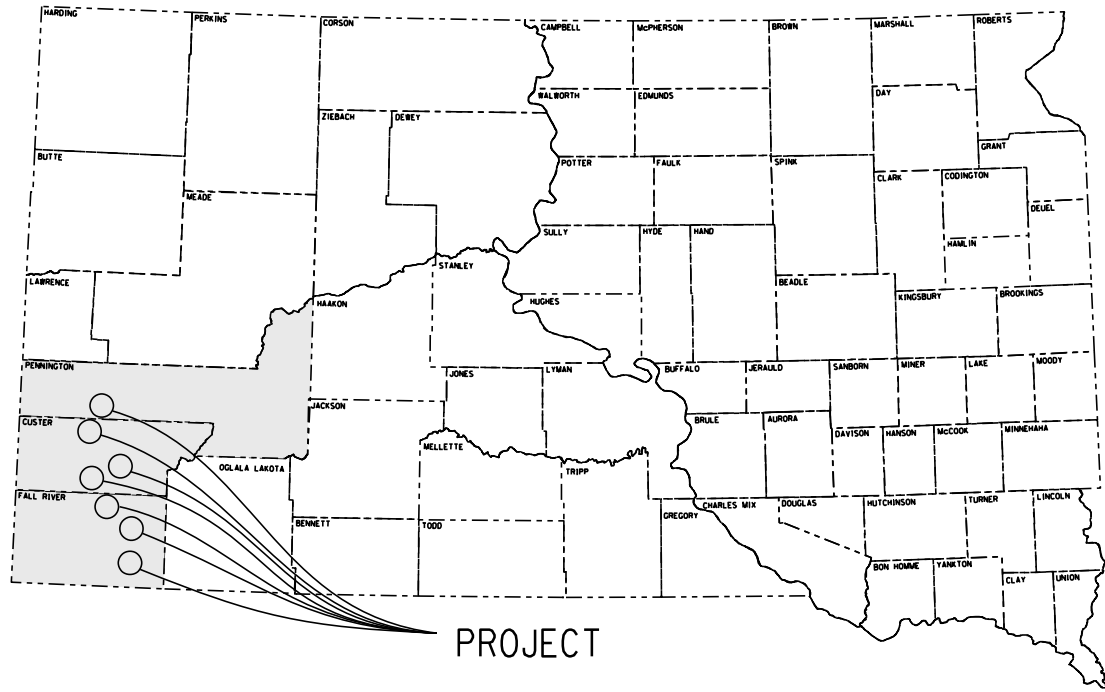 HARDING
PERKINS
CORSON
CAMPBELL
McPHERSON
BROWN
MARSHALL
ROBERTS
WALWORTH
EDMUNDS
DAY
ZIEBACH
DEWEY
GRANT
BUTTE
POTTER
FAULK
SPINK
CLARK
CODINGTON
MEADE
DEUEL
SULLY
HYDE
HAND
HAMLIN
STANLEY
LAWRENCE
BEADLE
HAAKON
HUGHES
KINGSBURY
BROOKINGS
PENNINGTON
JONES
LYMAN
BUFFALO
JERAULD
SANBORN
MINER
LAKE
MOODY
JACKSON
CUSTER
BRULE
AURORA
MELLETTE
DAVISON
HANSON
McCOOK
MINNEHAHA
OGLALA LAKOTA
TRIPP
FALL RIVER
GREGORY
CHARLES MIX
DOUGLAS
HUTCHINSON
TURNER
LINCOLN
BENNETT
TODD
BON HOMME
YANKTON
CLAY
UNION
PROJECT